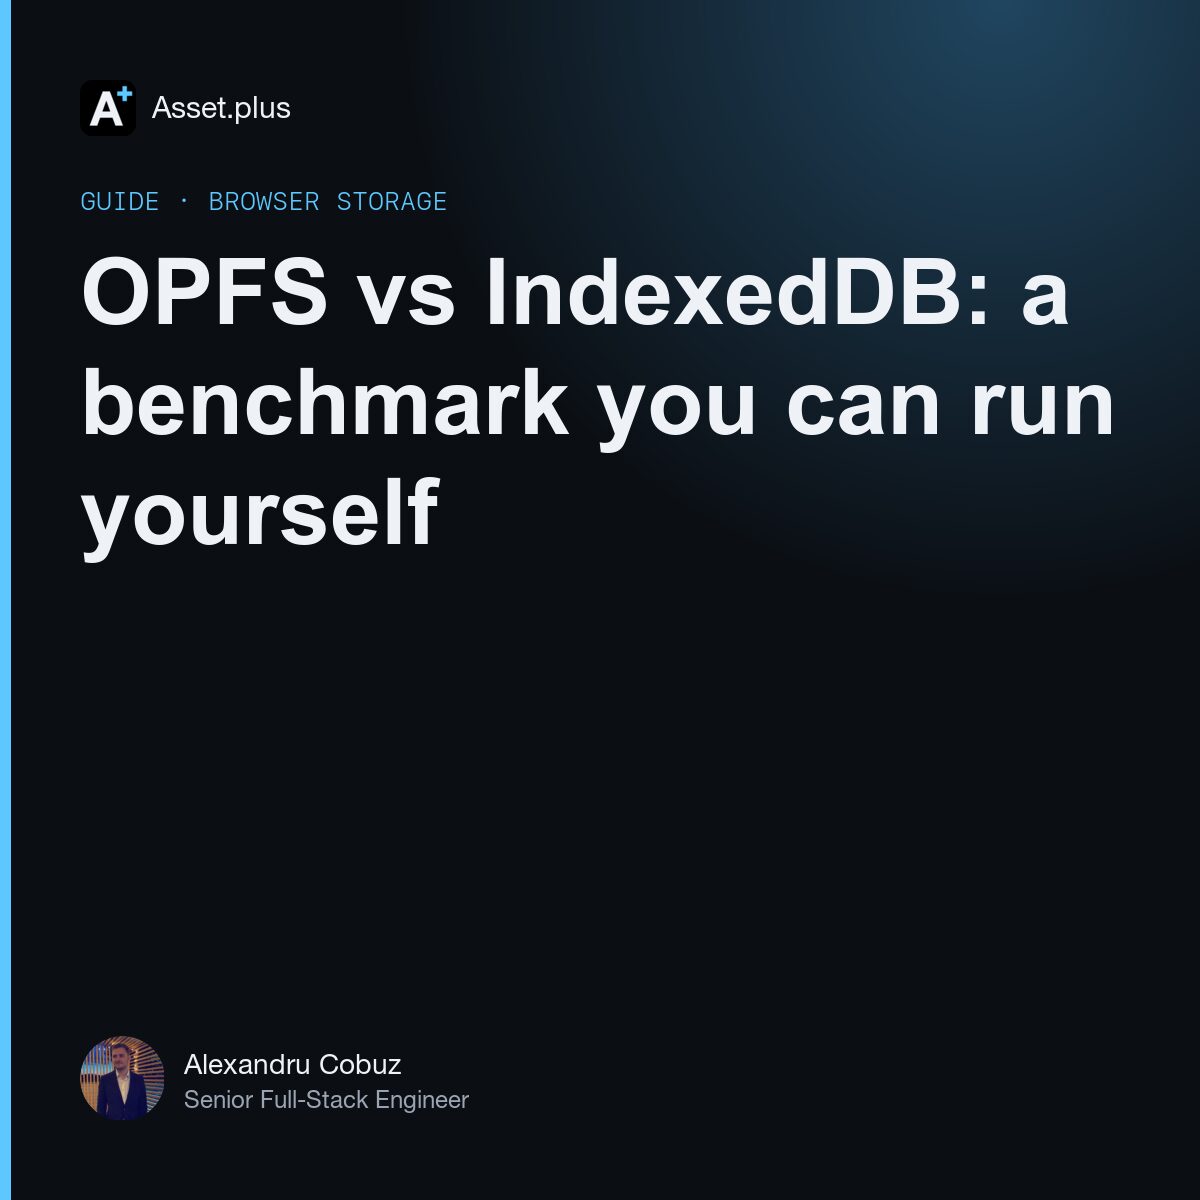 A+ Asset.plus
GUIDE · BROWSER STORAGE
OPFS vs IndexedDB: a
benchmark you can run
yourself
Alexandru Cobuz
Senior Full-Stack Engineer